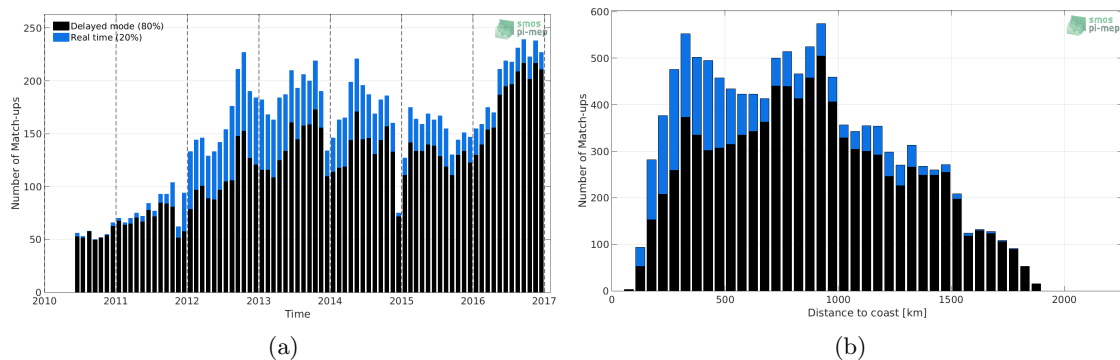 250
200
150
100
50
0
Number of Match-ups
Delayed mode (80%)
Real time (20%)
smos
pi-mep
2010 2011 2012 2013 2014 2015 2016 2017
Time
(a)
600
500
400
300
200
100
0
Number of Match-ups
smos
pi-mep
0 500 1000 1500 2000
Distance to coast [km]
(b)